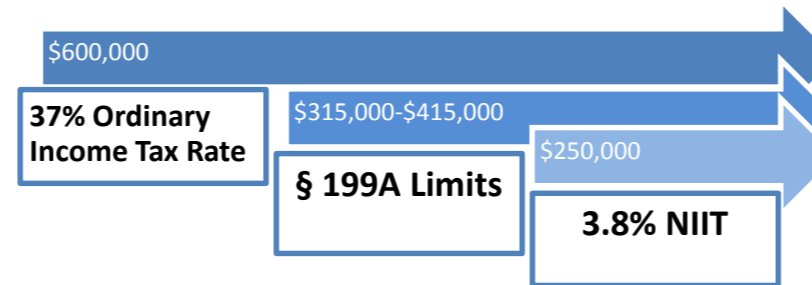 $600,000
37% Ordinary
Income Tax Rate
$315,000-$415,000
§ 199A Limits
$250,000
3.8% NIIT